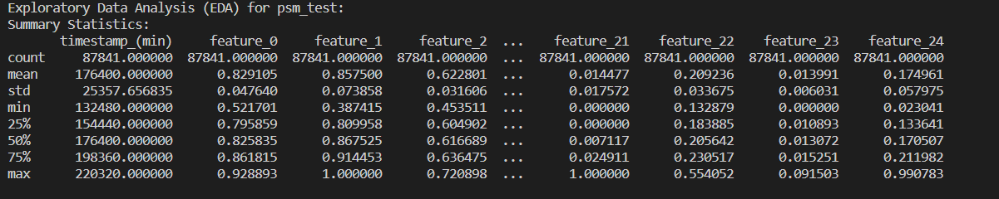 Exploratory Data Analysis (EDA) for psm_test:
Summary Statistics:
       timestamp_(min)     feature_0     feature_1     feature_2  ...    feature_21    feature_22    feature_23    feature_24
count     87841.000000  87841.000000  87841.000000  87841.000000  ...  87841.000000  87841.000000  87841.000000  87841.000000
mean     176400.000000      0.829105      0.857500      0.622801  ...      0.014477      0.209236      0.013991      0.174961
std       25357.656835      0.047640      0.073858      0.031606  ...      0.017572      0.033675      0.006031      0.057975
min      132480.000000      0.521701      0.387415      0.453511  ...      0.000000      0.132879      0.000000      0.023041
25%      154440.000000      0.795859      0.809958      0.604902  ...      0.000000      0.183885      0.010893      0.133641
50%      176400.000000      0.825835      0.867525      0.616689  ...      0.007117      0.205642      0.013072      0.170507
75%      198360.000000      0.861815      0.914453      0.636475  ...      0.024911      0.230517      0.015251      0.211982
max      220320.000000      0.928893      1.000000      0.720898  ...      1.000000      0.554052      0.091503      0.990783